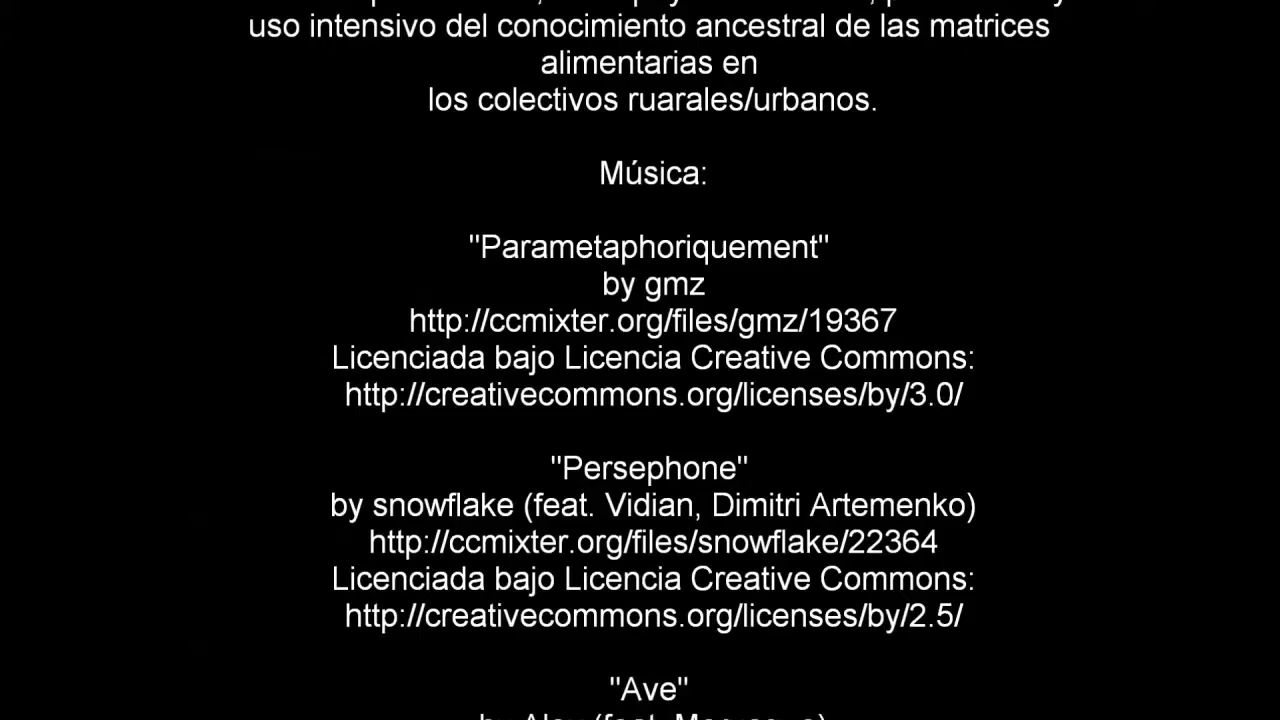 uso intensivo del conocimiento ancestral de las matrices
alimentarias en
los colectivos ruarales/urbanos.
Música:
"Parametaphoriquement"
by gmz
http://ccmixter.org/files/gmz/19367
Licenciada bajo Licencia Creative Commons:
http://creativecommons.org/licenses/by/3.0/
"Persephone"
by snowflake (feat. Vidian, Dimitri Artemenko)
http://ccmixter.org/files/snowflake/22364
Licenciada bajo Licencia Creative Commons:
http://creativecommons.org/licenses/by/2.5/
"Ave"
by Alex (feat.